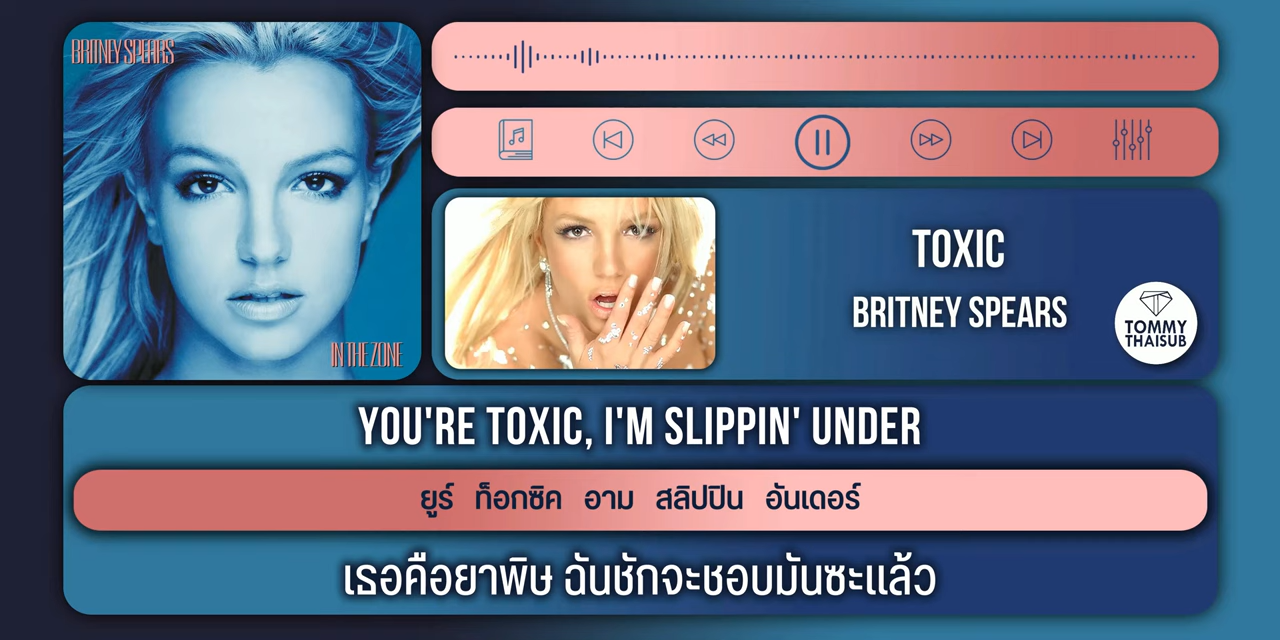 BRITNEY SPEARS
IN THE ZONE
TOXIC
BRITNEY SPEARS
TOMMY
THAISUB
YOU'RE TOXIC, I'M SLIPPIN' UNDER
ยูร์ ท็อกซิค อาม สลิปปิน อันเดอร์
เธอคือยาพิษ ฉันชักจะชอบมันซะแล้ว